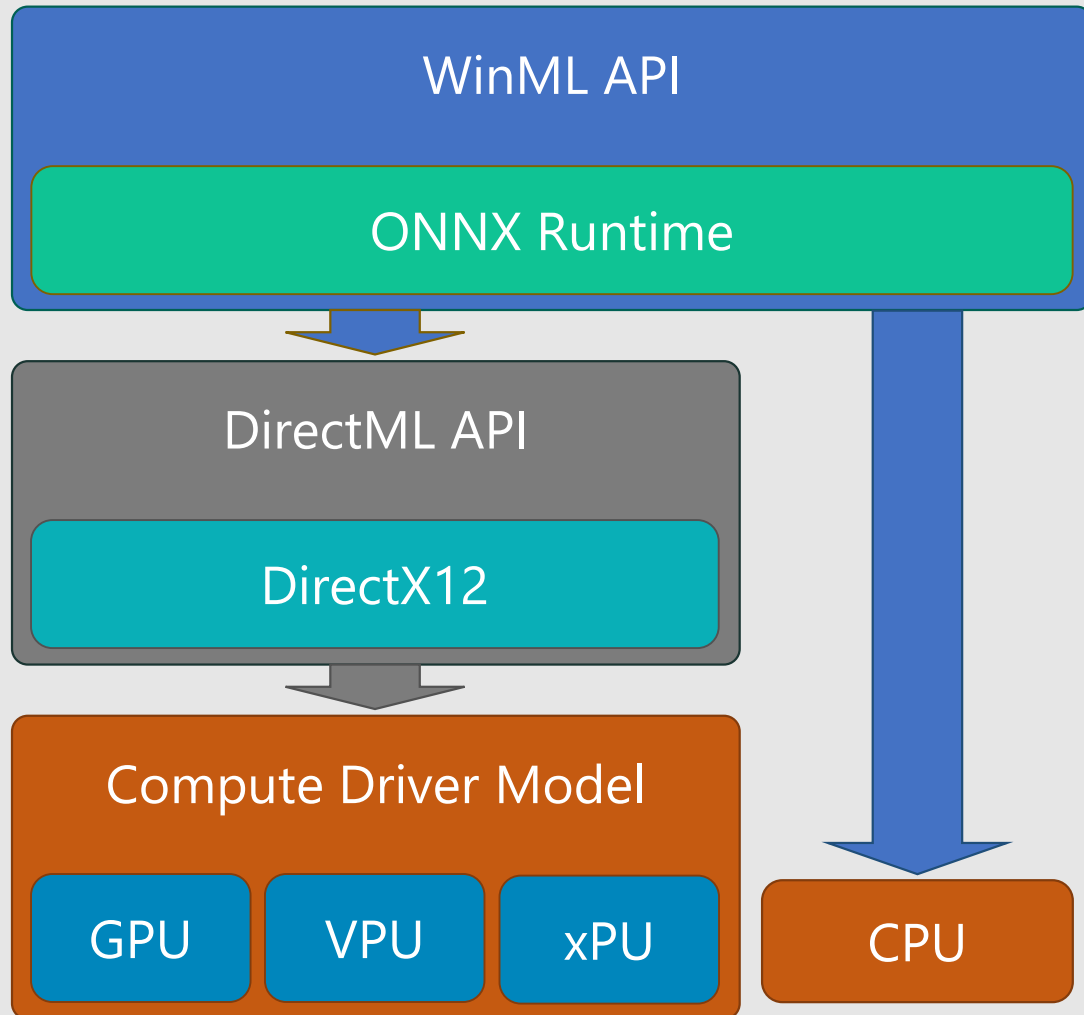 WinML API
ONNX Runtime
DirectML API
DirectX12
Compute Driver Model
GPU
VPU
xPU
CPU